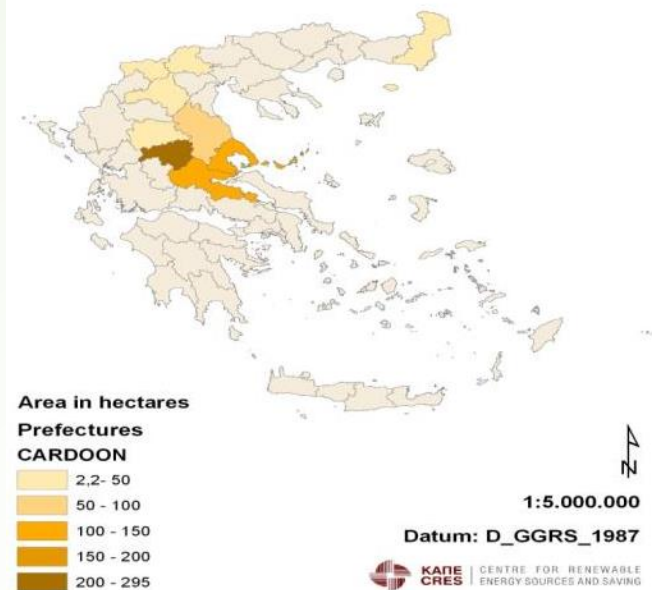 Area in hectares
Prefectures
CARDOON
2,2- 50
50 - 100
100 - 150
150 - 200
200 - 295
N
1:5.000.000
Datum: D_GGRS_1987
ΚΑΠΕ
CRES
CENTRE FOR RENEWABLE
ENERGY SOURCES AND SAVING